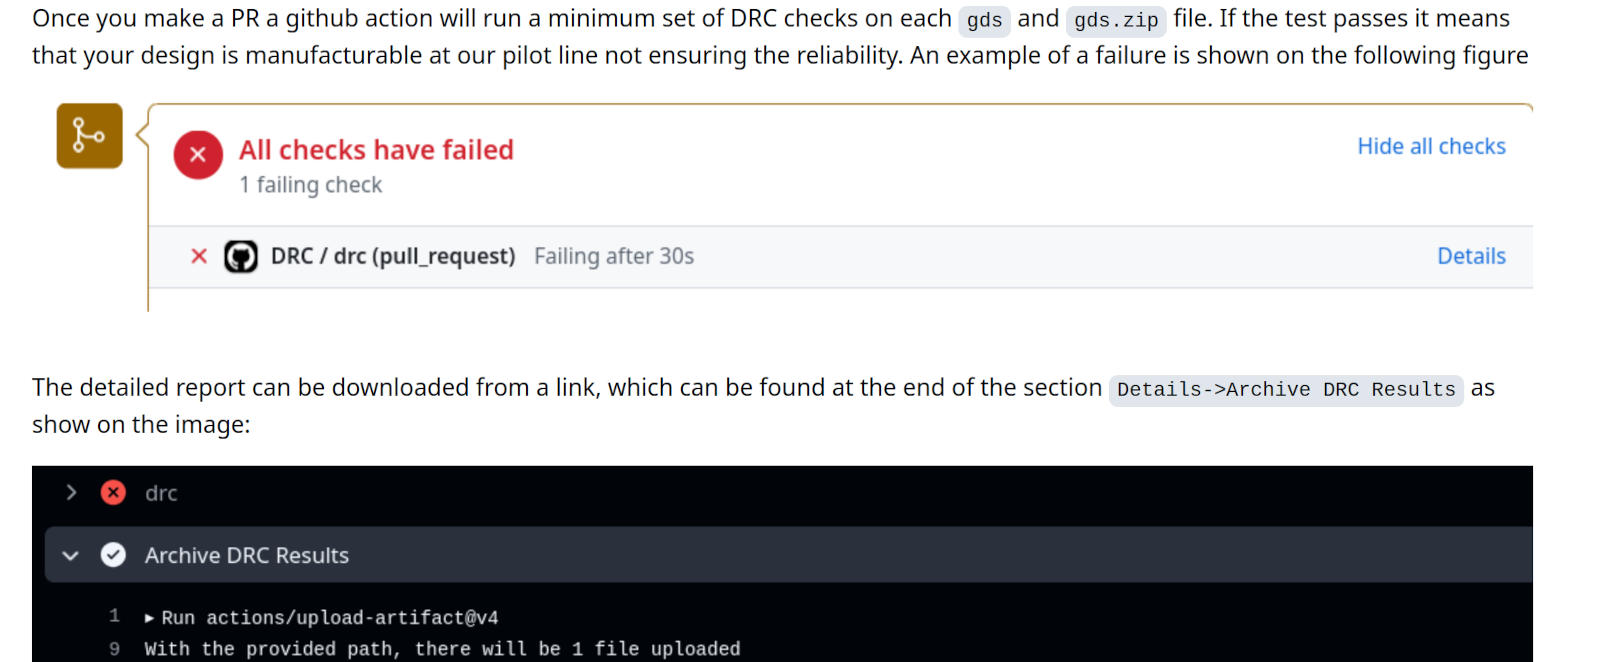 Once you make a PR a github action will run a minimum set of DRC checks on each gds and gds.zip file. If the test passes it means
that your design is manufacturable at our pilot line not ensuring the reliability. An example of a failure is shown on the following figure
All checks have failed
Hide all checks
1 failing check
DRC / drc (pull_request) Failing after 30s
Details
The detailed report can be downloaded from a link, which can be found at the end of the section Details->Archive DRC Results as
show on the image:
drc
Archive DRC Results
1 Run actions/upload-artifact@v4
9 With the provided path, there will be 1 file uploaded